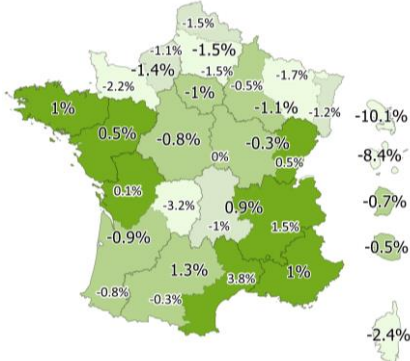 -1.5%
-1.1% -1.5%
-1.4% -1.5% -1.7%
-2.2% -1% -0.5%
1% -1.1% -1.2% -10.1%
0.5% -0.8% -0.3%
0% 0.5% -8.4%
0.1% -3.2% 0.9% -0.7%
-1% 1.5%
-0.9% -0.5%
1.3% 3.8% 1%
-0.8% -0.3%
-2.4%